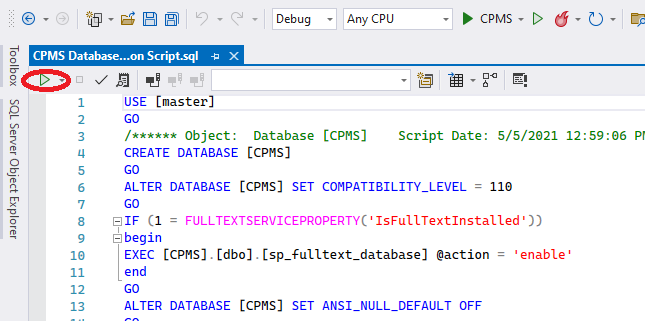 Debug
Any CPU
CPMS
CPMS Database...on Script.sql
Toolbox
SQL Server Object Explorer
1 USE [master]
2 GO
3 /****** Object:  Database [CPMS]    Script Date: 5/5/2021 12:59:06 PM
4 CREATE DATABASE [CPMS]
5 GO
6 ALTER DATABASE [CPMS] SET COMPATIBILITY_LEVEL = 110
7 GO
8 IF (1 = FULLTEXTSERVICEPROPERTY('IsFullTextInstalled'))
9 begin
10 EXEC [CPMS].[dbo].[sp_fulltext_database] @action = 'enable'
11 end
12 GO
13 ALTER DATABASE [CPMS] SET ANSI_NULL_DEFAULT OFF